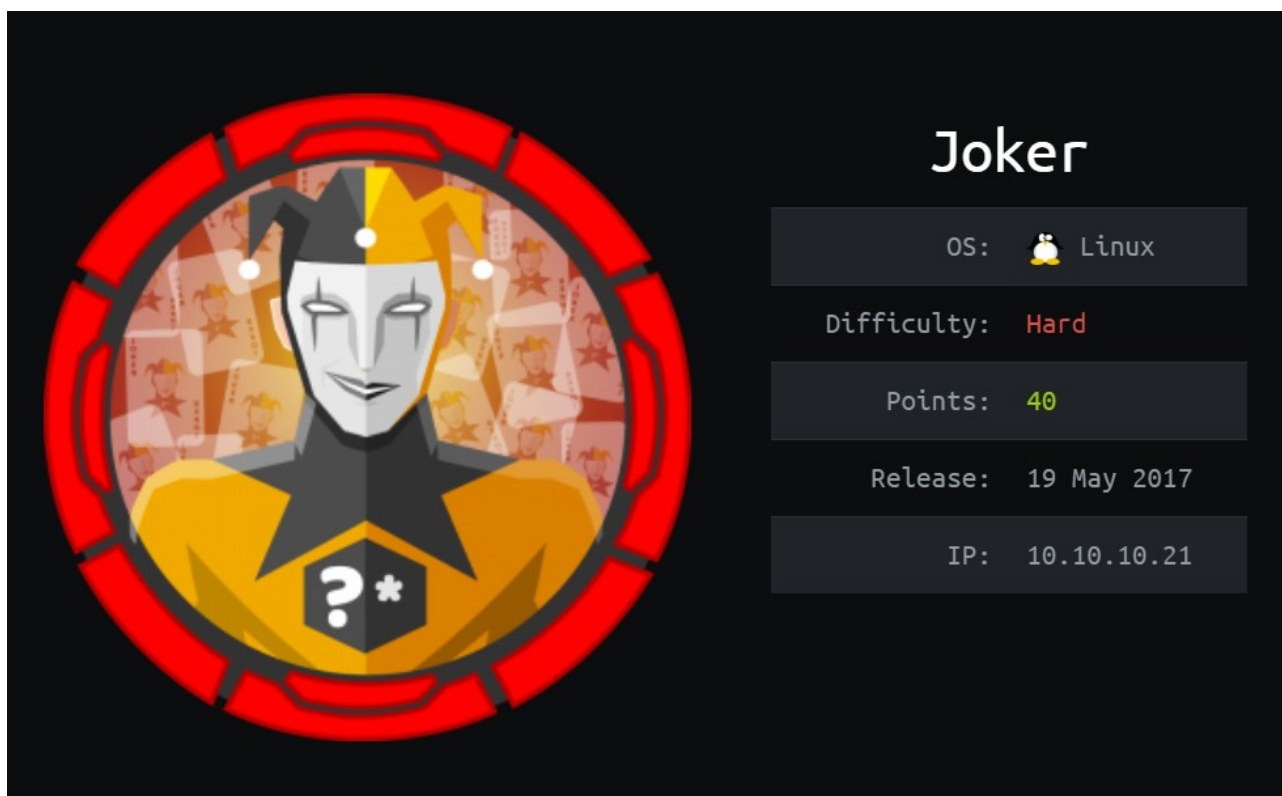 Joker
OS: Linux
Difficulty: Hard
Points: 40
Release: 19 May 2017
IP: 10.10.10.21
?*